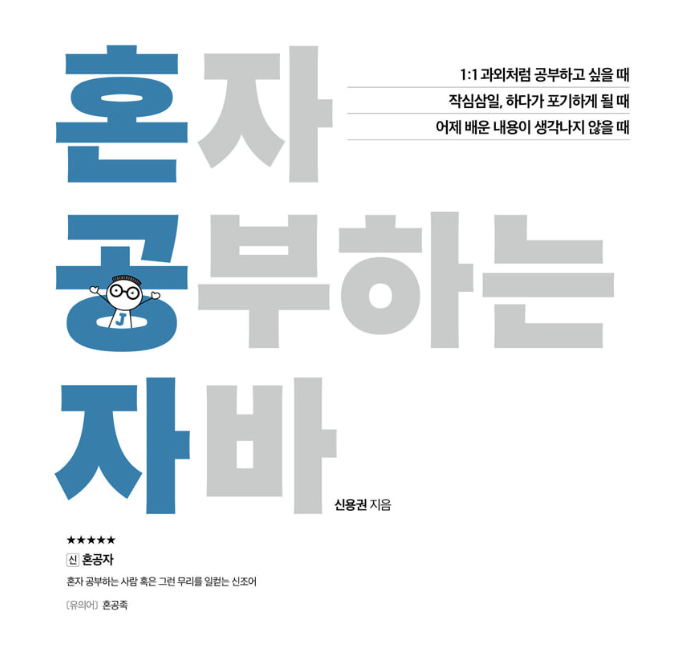 혼자
1:1 과외처럼 공부하고 싶을 때
작심삼일, 하다가 포기하게 될 때
어제 배운 내용이 생각나지 않을 때
공부하는
J
자바
신용권 지음
★★★★★
신 혼공자
혼자 공부하는 사람 혹은 그런 무리를 일컫는 신조어
[유의어] 혼공족